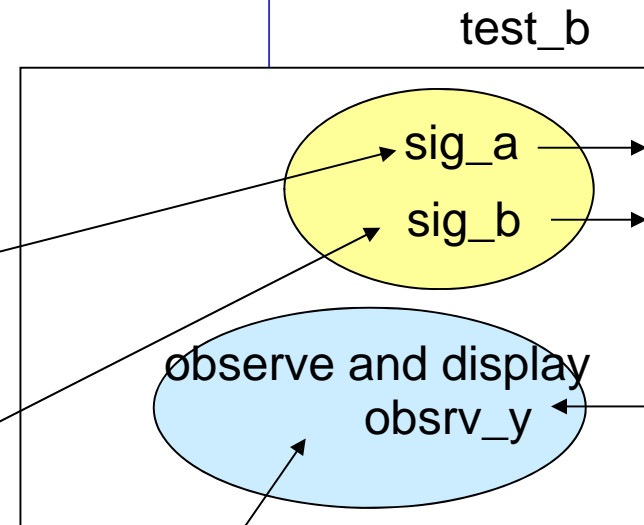 test_b
sig_a
sig_b
observe and display
obsrv_y